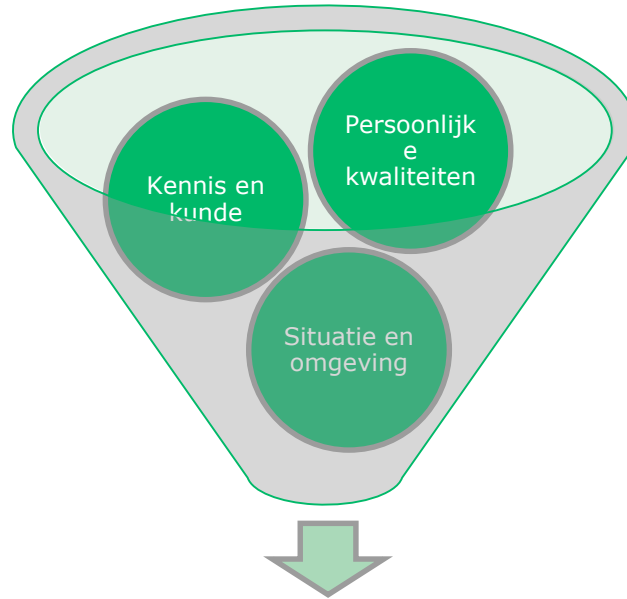 Persoonlijk
e
kwaliteiten
Kennis en
kunde
Situatie en
omgeving